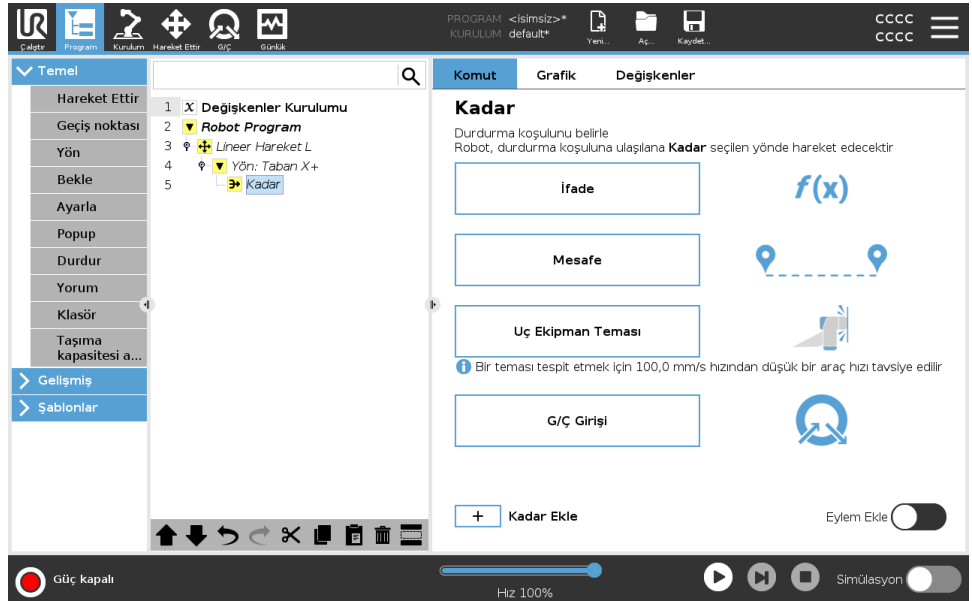 PROGRAM <isimsiz>*
KURULUM default*
cccc
cccc
Çalıştır
Program
Kurulum
Hareket Ettir
G/Ç
Günlük
Yeni...
Aç...
Kaydet...
Temel
Hareket Ettir
Geçiş noktası
Yön
Bekle
Ayarla
Popup
Durdur
Yorum
Klasör
Taşıma
kapasitesi a...
Gelişmiş
Şablonlar
1 X Değişkenler Kurulumu
2 Robot Program
3 Lineer Hareket L
4 Yön: Taban X+
5 Kadar
Komut
Grafik
Değişkenler
Kadar
Durdurma koşulunu belirle
Robot, durdurma koşuluna ulaşılana Kadar seçilen yönde hareket edecektir
İfade
f(x)
Mesafe
Uç Ekipman Teması
Bir teması tespit etmek için 100,0 mm/s hızından düşük bir araç hızı tavsiye edilir
G/Ç Girişi
+
Kadar Ekle
Eylem Ekle
Güç kapalı
Hız 100%
Simülasyon